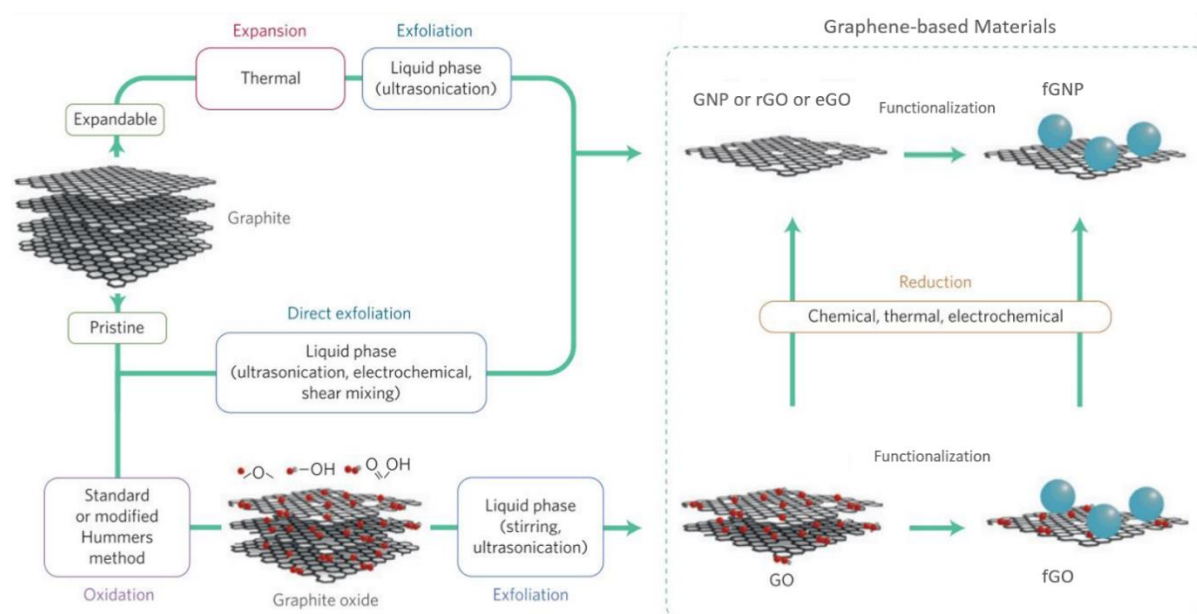 Graphene-based Materials
Expansion
Exfoliation
Thermal
Liquid phase
(ultrasonication)
Expandable
Graphite
GNP or rGO or eGO
Functionalization
fGNP
Pristine
Direct exfoliation
Liquid phase
(ultrasonication, electrochemical,
shear mixing)
Reduction
Chemical, thermal, electrochemical
Standard
or modified
Hummers
method
Oxidation
O
OH
O OH
Graphite oxide
Liquid phase
(stirring,
ultrasonication)
Exfoliation
GO
Functionalization
fGO